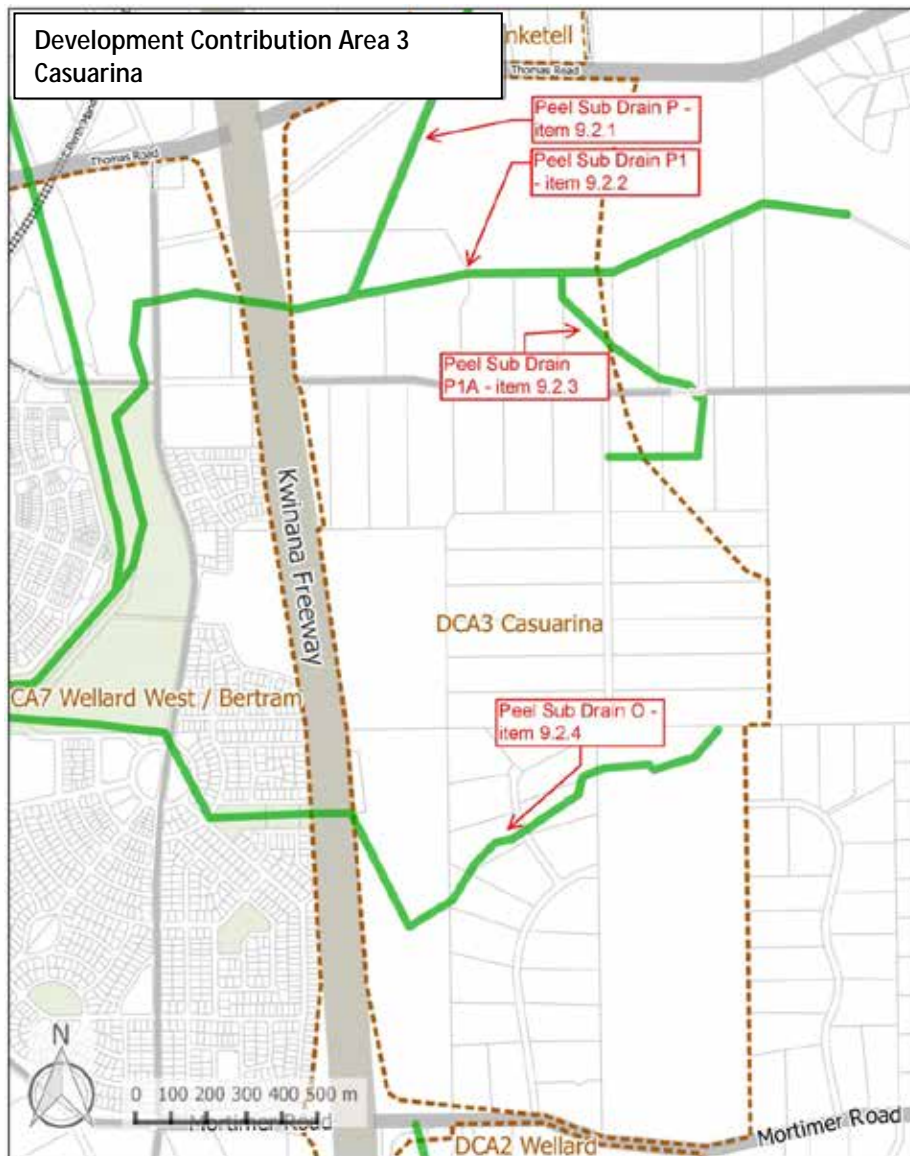 Development Contribution Area 3
Casuarina
nketell
Thomas Road
Peel Sub Drain P -
item 9.2.1
Thomas Road
Peel Sub Drain P1
- item 9.2.2
Peel Sub Drain
P1A - item 9.2.3
Kwinana Freeway
DCA3 Casuarina
CA7 Wellard West / Bertram
Peel Sub Drain O -
item 9.2.4
N
0 100 200 300 400 500 m
Mortimer Road
Mortimer Road
DCA2 Wellard